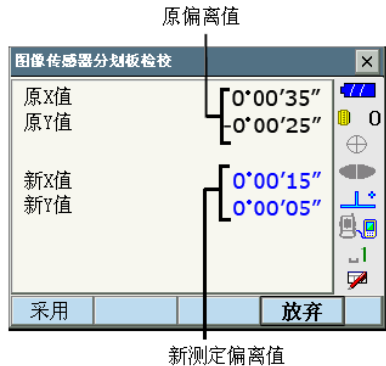 原偏离值
图像传感器分划板检校
原X值 0°00′35″
原Y值 -0°00′25″
0
新X值 0°00′15″
新Y值 0°00′05″
1
采用 放弃
新测定偏离值